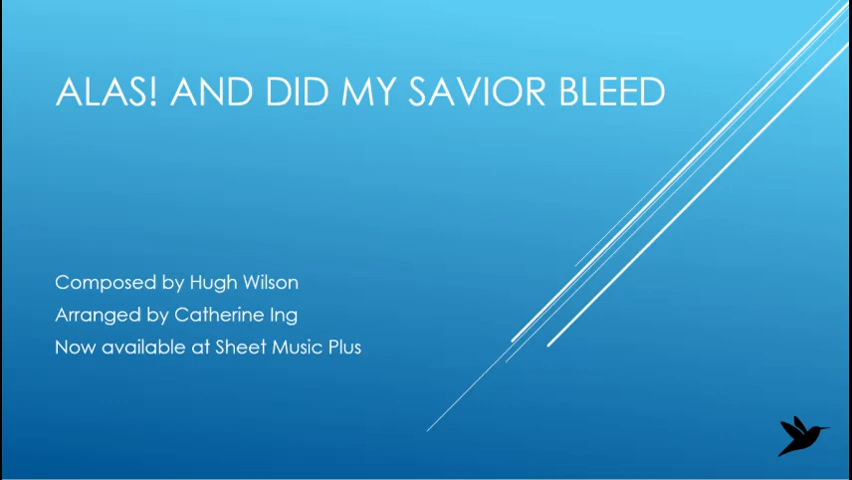 ALAS! AND DID MY SAVIOR BLEED
Composed by Hugh Wilson
Arranged by Catherine Ing
Now available at Sheet Music Plus